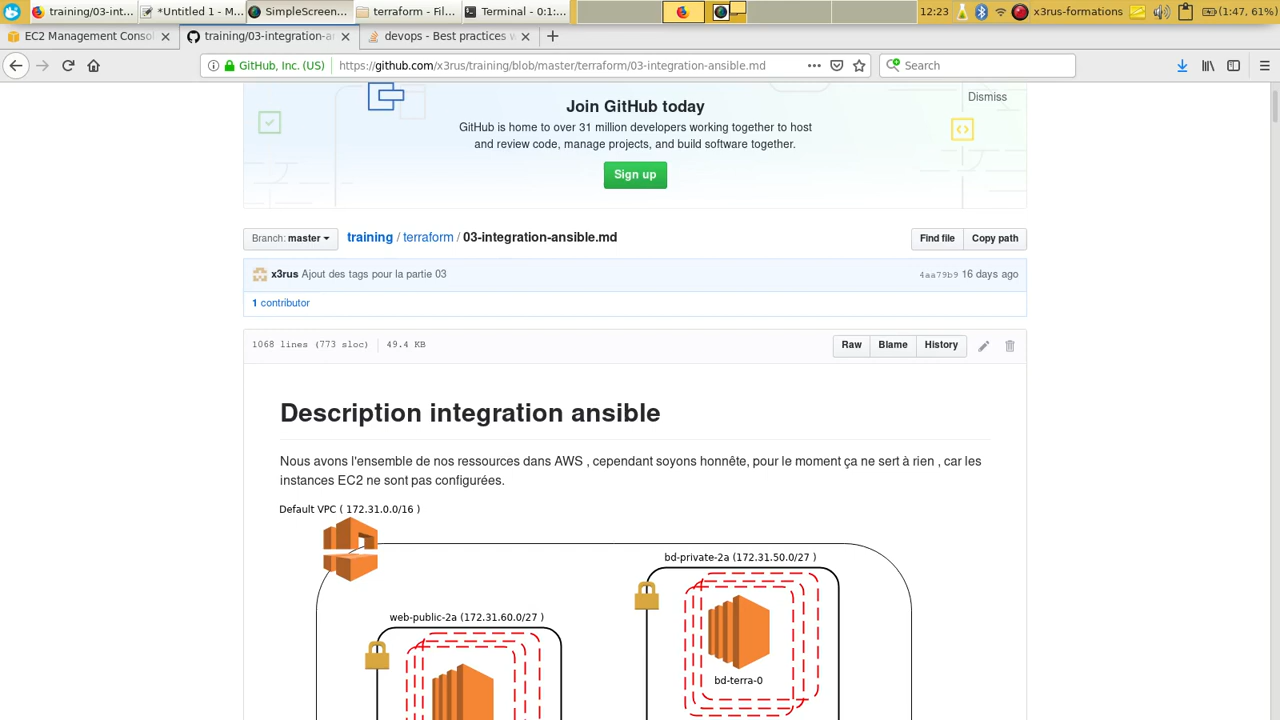 training/03-int...
*Untitled 1 - M...
SimpleScreen...
terraform - Fil...
Terminal - 0:1:...
12:23
x3rus-formations
(1:47, 61%)
EC2 Management Conso
training/03-integration-a
devops - Best practices w
GitHub, Inc. (US)
https://github.com/x3rus/training/blob/master/terraform/03-integration-ansible.md
Search
Join GitHub today
Dismiss
GitHub is home to over 31 million developers working together to host
and review code, manage projects, and build software together.
Sign up
Branch: master
training / terraform / 03-integration-ansible.md
Find file
Copy path
x3rus Ajout des tags pour la partie 03
4aa79b9 16 days ago
1 contributor
1068 lines (773 sloc)
49.4 KB
Raw
Blame
History
Description integration ansible
Nous avons l'ensemble de nos ressources dans AWS , cependant soyons honnête, pour le moment ça ne sert à rien , car les
instances EC2 ne sont pas configurées.
Default VPC ( 172.31.0.0/16 )
bd-private-2a (172.31.50.0/27 )
web-public-2a (172.31.60.0/27 )
bd-terra-0